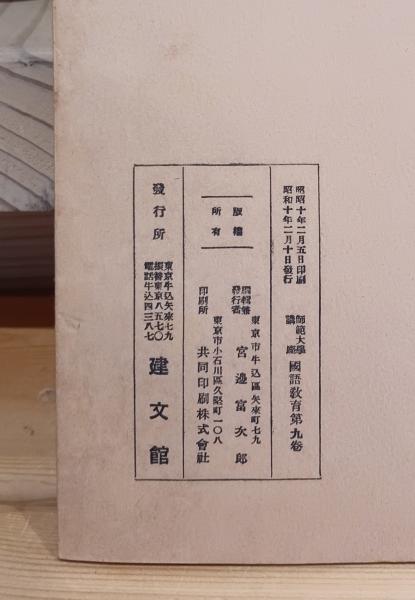 昭昭十年二月五日印刷
昭和十年二月十日發行
師範大學
講座
國語敎育第九卷
版權
所有
編輯兼
發行者
東京市牛込區矢來町七九
宮邉富次郎
印刷所
東京市小石川區久堅町一〇八
共同印刷株式會社
發行所
東京牛込矢來七九
振替東京八五七〇
電話牛込四三八七
建文館